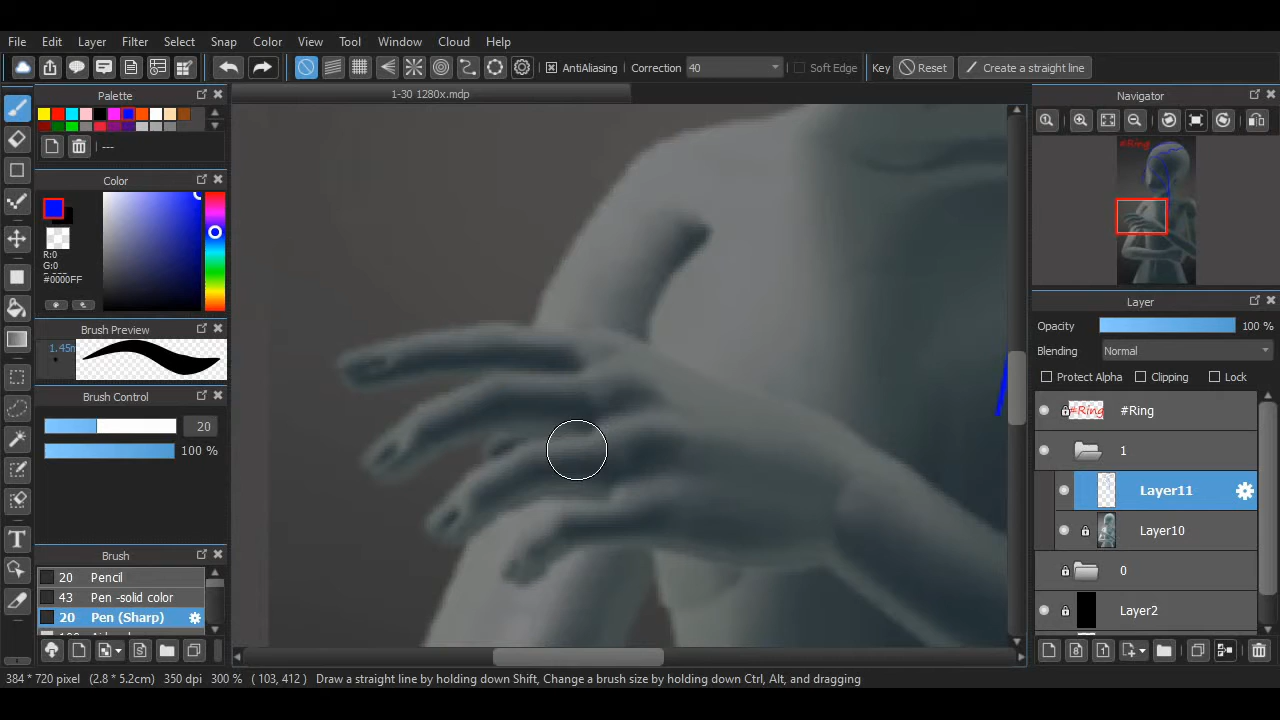 File Edit Layer Filter Select Snap Color View Tool Window Cloud Help
AntiAliasing Correction 40 Soft Edge Key Reset Create a straight line
Palette
1-30 1280x.mdp
Navigator
---
Color
#Ring
R:0
G:0
#0000FF
Layer
Brush Preview
Opacity 100 %
1.45m
Blending Normal
Protect Alpha Clipping Lock
Brush Control
#Ring #Ring
20
100 %
1
Layer11
Layer10
T
Brush
0
20 Pencil
43 Pen -solid color
Layer2
20 Pen (Sharp)
384 * 720 pixel (2.8 * 5.2cm) 350 dpi 300 % ( 103, 412 ) Draw a straight line by holding down Shift, Change a brush size by holding down Ctrl, Alt, and dragging